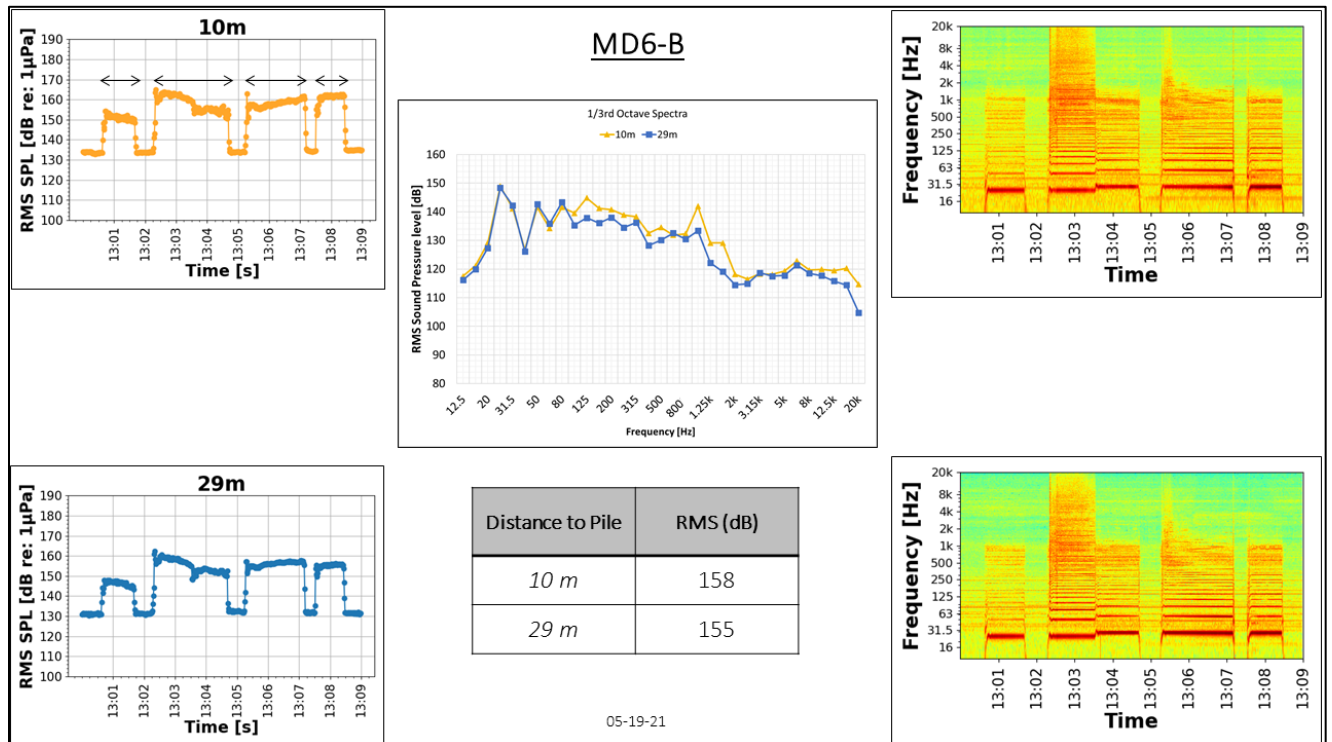 10m
190
180
170
160
150
140
130
120
110
100
RMS SPL [dB re: 1μPa]
13:01
13:02
13:03
13:04
13:05
13:06
13:07
13:08
13:09
Time [s]
MD6-B
1/3rd Octave Spectra
10m 29m
160
150
140
130
120
110
100
90
80
RMS Sound Pressure level [dB]
12.5
20
31.5
50
80
125
200
315
500
800
1.25k
2k
3.15k
5k
8k
12.5k
20k
Frequency [Hz]
20k
8k
4k
2k
1k
500
250
125
63
31.5
16
Frequency [Hz]
13:01
13:02
13:03
13:04
13:05
13:06
13:07
13:08
13:09
Time
29m
190
180
170
160
150
140
130
120
110
100
RMS SPL [dB re: 1μPa]
13:01
13:02
13:03
13:04
13:05
13:06
13:07
13:08
13:09
Time [s]
Distance to Pile RMS (dB)
10 m 158
29 m 155
05-19-21
20k
8k
4k
2k
1k
500
250
125
63
31.5
16
Frequency [Hz]
13:01
13:02
13:03
13:04
13:05
13:06
13:07
13:08
13:09
Time